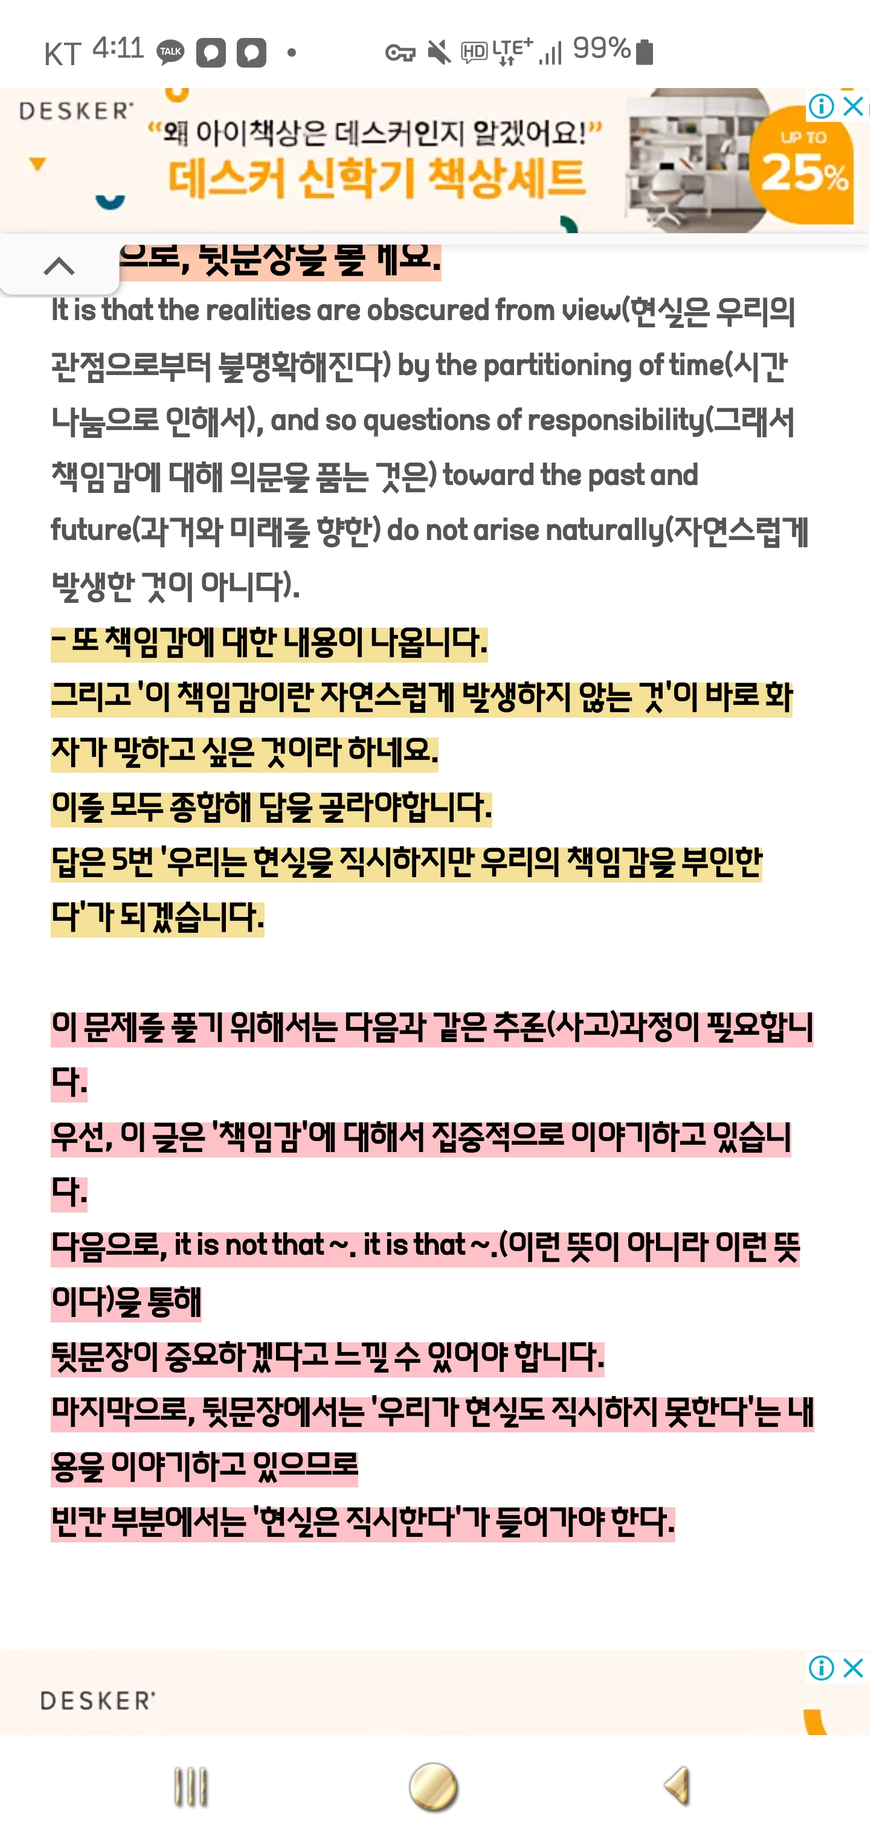 KT 4:11 TALK HD LTE+ 99%
DESKER
“왜 아이책상은 데스커인지 알겠어요!”
데스커 신학기 책상세트
UP TO
25%
으로, 뒷문장을 볼게요.
It is that the realities are obscured from view(현실은 우리의
관점으로부터 불명확해진다) by the partitioning of time(시간
나눔으로 인해서), and so questions of responsibility(그래서
책임감에 대해 의문을 품는 것은) toward the past and
future(과거와 미래를 향한) do not arise naturally(자연스럽게
발생한 것이 아니다).
- 또 책임감에 대한 내용이 나옵니다.
그리고 '이 책임감이란 자연스럽게 발생하지 않는 것'이 바로 화
자가 말하고 싶은 것이라 하네요.
이를 모두 종합해 답을 골라야합니다.
답은 5번 '우리는 현실을 직시하지만 우리의 책임감을 부인한
다'가 되겠습니다.
이 문제를 풀기 위해서는 다음과 같은 추론(사고)과정이 필요합니
다.
우선, 이 글은 '책임감'에 대해서 집중적으로 이야기하고 있습니
다.
다음으로, it is not that ~. it is that ~.(이런 뜻이 아니라 이런 뜻
이다)을 통해
뒷문장이 중요하겠다고 느낄 수 있어야 합니다.
마지막으로, 뒷문장에서는 '우리가 현실도 직시하지 못한다'는 내
용을 이야기하고 있으므로
빈칸 부분에서는 '현실은 직시한다'가 들어가야 한다.
DESKER